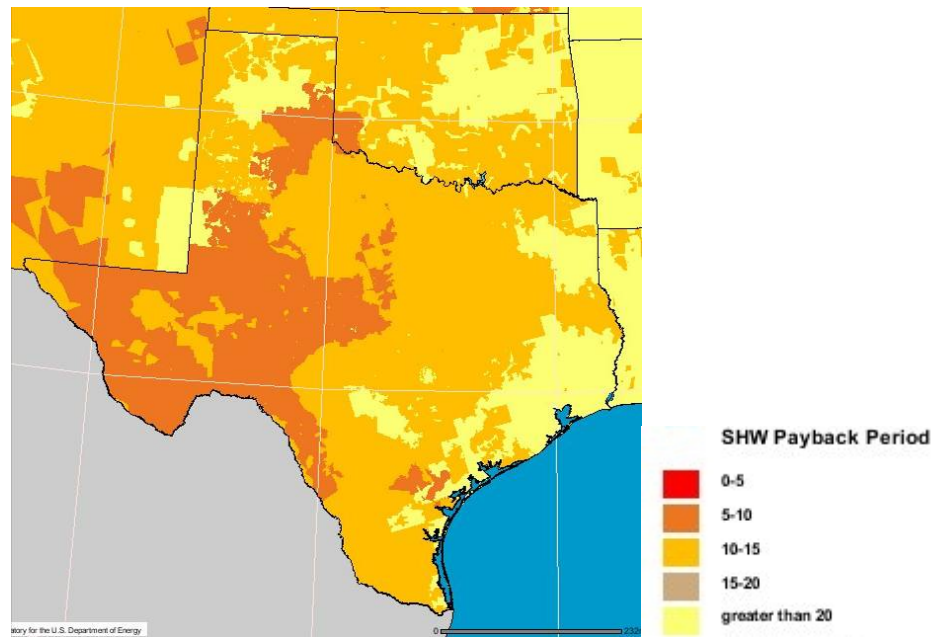 SHW Payback Period
0-5
5-10
10-15
15-20
greater than 20
for the U.S. Department of Energy
0